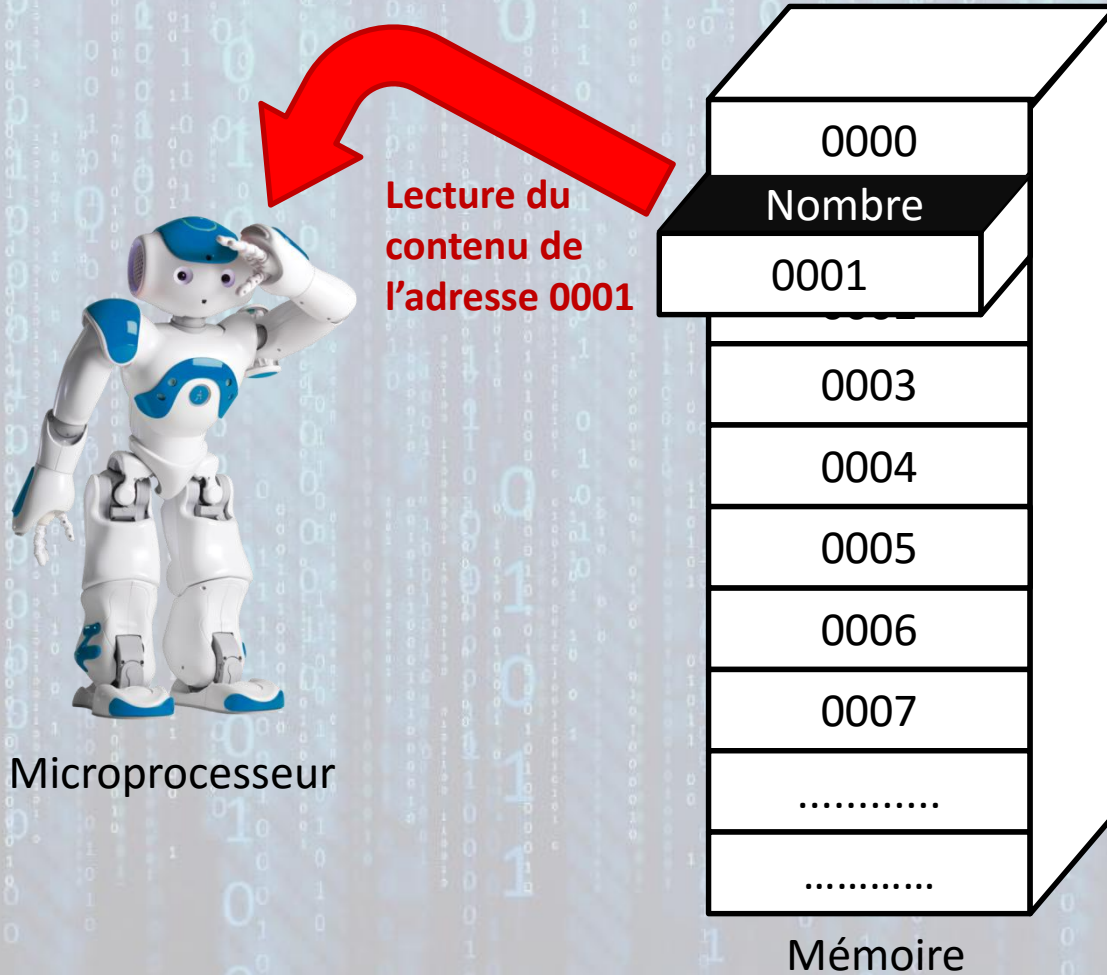 Lecture du
contenu de
l’adresse 0001
Microprocesseur
0000
Nombre
0001
0003
0004
0005
0006
0007
............
............
Mémoire